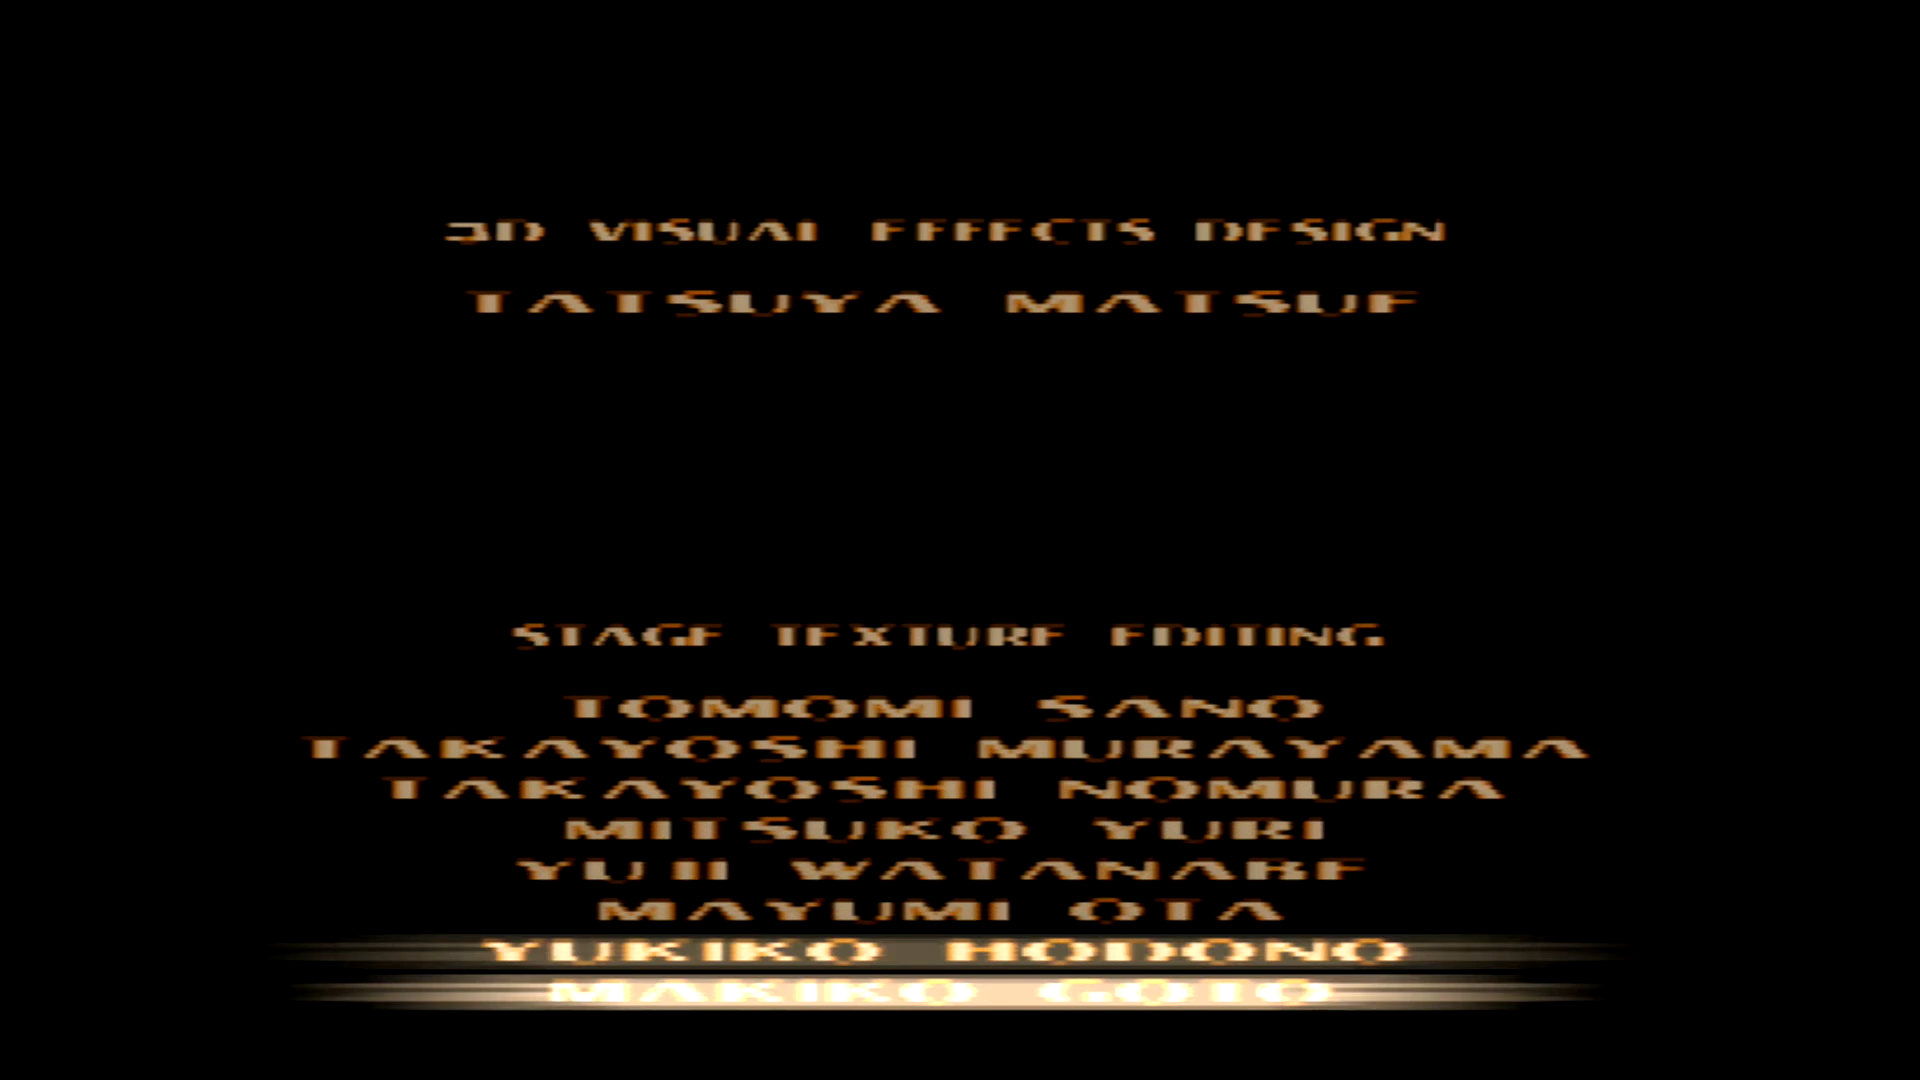 3D VISUAL EFFECTS DESIGN
TATSUYA MATSUE
STAGE TEXTURE EDITING
TOMOMI SANO
TAKAYOSHI MURAYAMA
TAKAYOSHI NOMURA
MITSUKO YURI
YUJI WATANABE
MAYUMI OTA
YUKIKO HODONO
MAKIKO GOTO